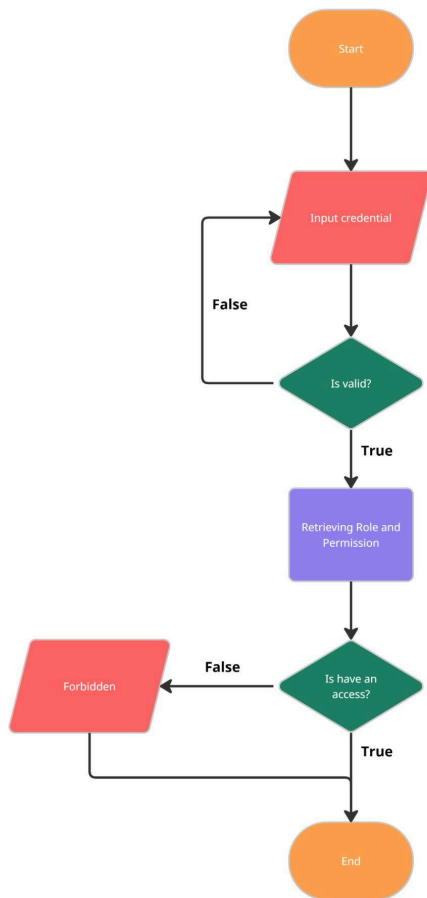 Start
Input credential
False
Is valid?
True
Retrieving Role and
Permission
False
Forbidden
Is have an
access?
True
End